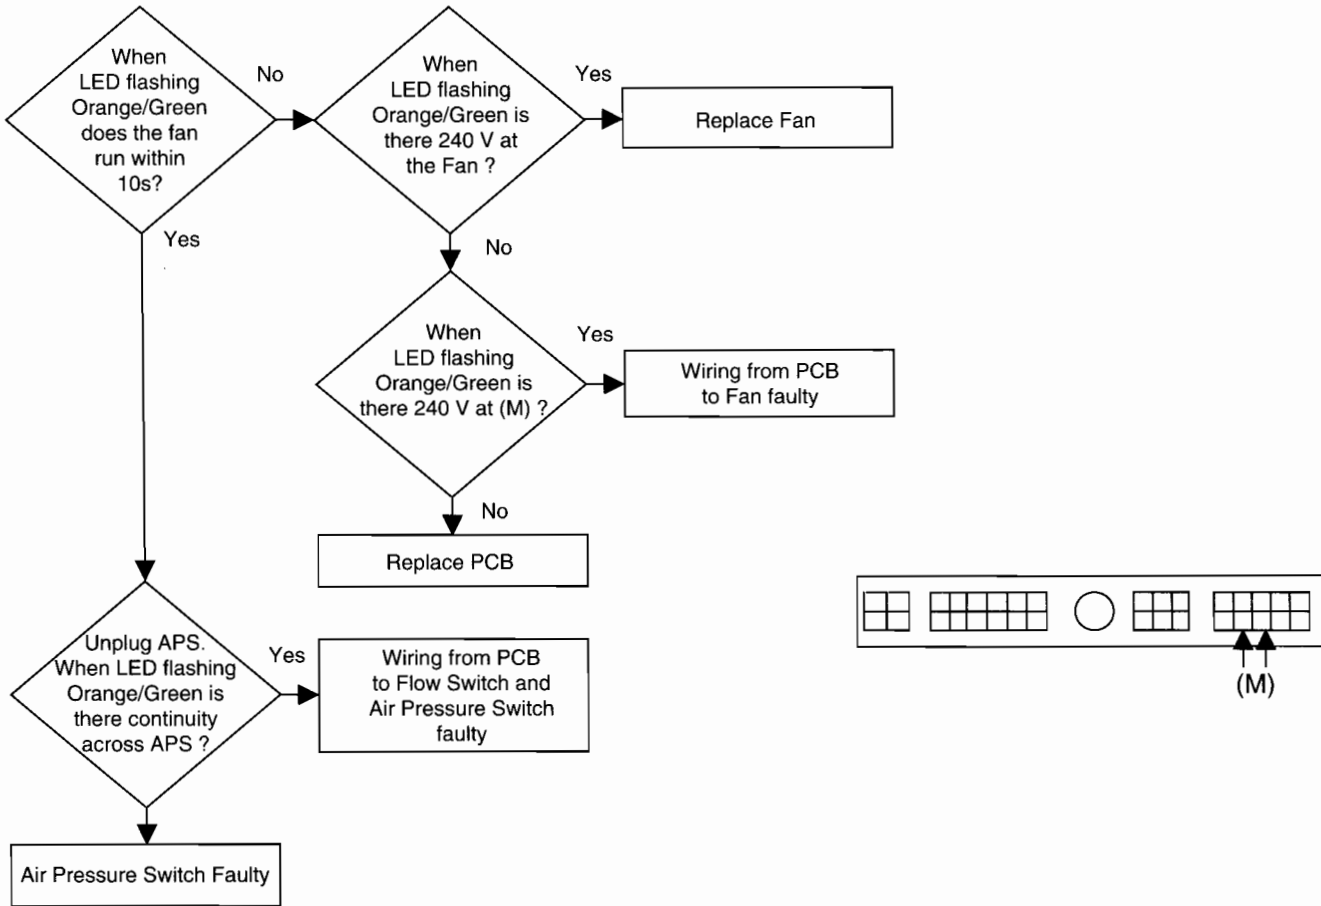 When
LED flashing
Orange/Green
does the fan
run within
10s?
No
Yes
When
LED flashing
Orange/Green is
there 240 V at
the Fan ?
Yes
Replace Fan
No
When
LED flashing
Orange/Green is
there 240 V at (M) ?
Yes
Wiring from PCB
to Fan faulty
No
Replace PCB
Unplug APS.
When LED flashing
Orange/Green is
there continuity
across APS ?
Yes
Wiring from PCB
to Flow Switch and
Air Pressure Switch
faulty
Air Pressure Switch Faulty
(M)